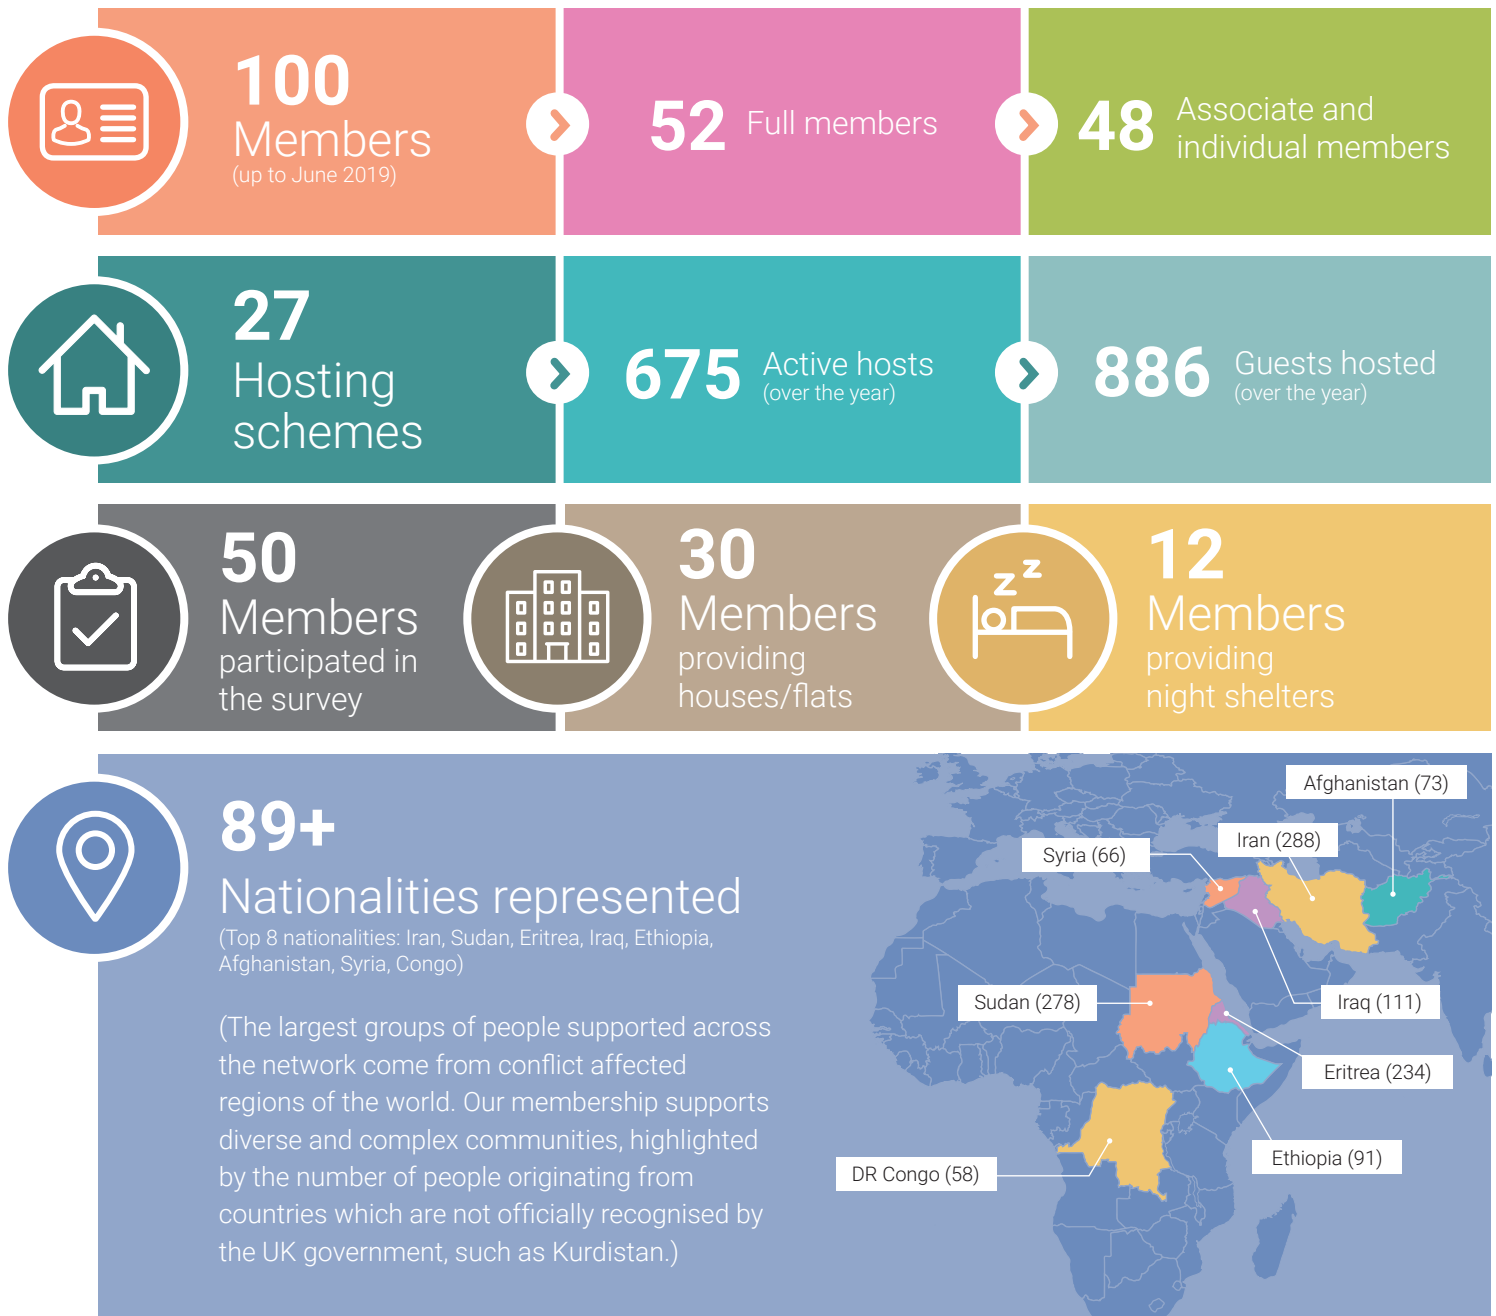 100
Members
(up to June 2019)
52 Full members
48 Associate and
individual members
27
Hosting
schemes
675 Active hosts
(over the year)
886 Guests hosted
(over the year)
50
Members
participated in
the survey
30
Members
providing
houses/flats
12
Members
providing
night shelters
89+
Nationalities represented
(Top 8 nationalities: Iran, Sudan, Eritrea, Iraq, Ethiopia,
Afghanistan, Syria, Congo)
(The largest groups of people supported across
the network come from conflict affected
regions of the world. Our membership supports
diverse and complex communities, highlighted
by the number of people originating from
countries which are not officially recognised by
the UK government, such as Kurdistan.)
Afghanistan (73)
Iran (288)
Syria (66)
Sudan (278)
Iraq (111)
Eritrea (234)
Ethiopia (91)
DR Congo (58)
z z